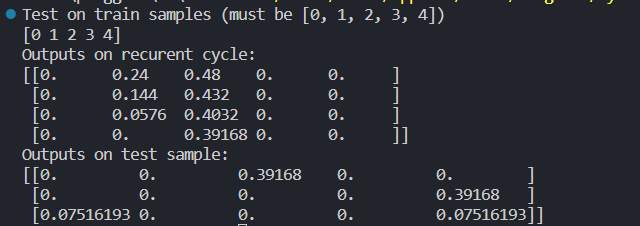 Test on train samples (must be [0, 1, 2, 3, 4])
[0 1 2 3 4]
Outputs on recurent cycle:
[[0.      0.24    0.48    0.      0.     ]
 [0.      0.144   0.432   0.      0.     ]
 [0.      0.0576  0.4032  0.      0.     ]
 [0.      0.      0.39168 0.      0.     ]]
Outputs on test sample:
[[0.         0.         0.39168    0.         0.        ]
 [0.         0.         0.         0.         0.39168   ]
 [0.07516193 0.         0.         0.         0.07516193]]